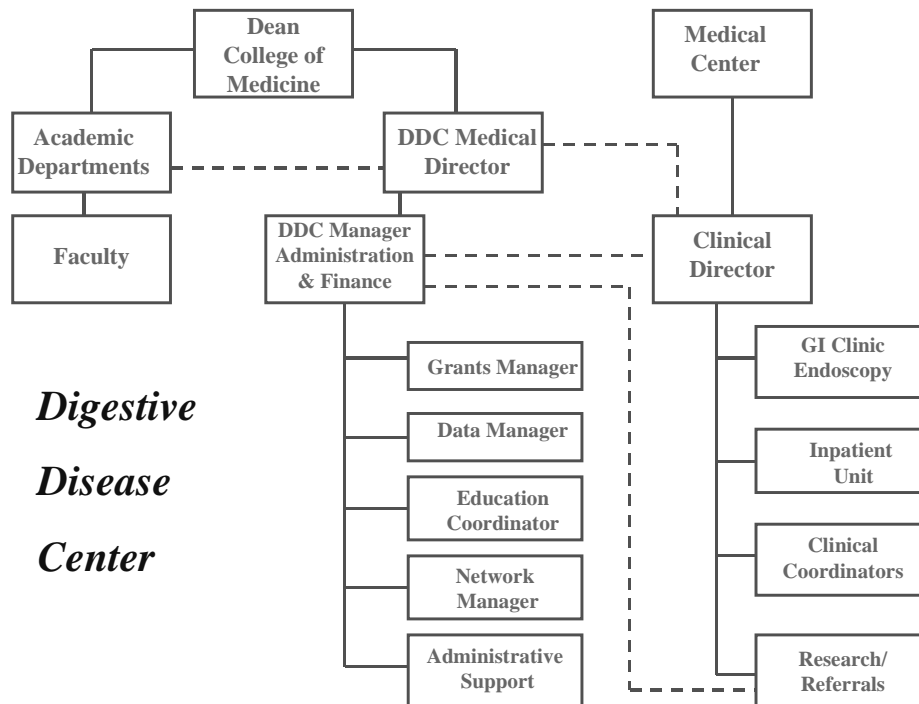 Dean
College of
Medicine
Medical
Center
Academic
Departments
DDC Medical
Director
Faculty
DDC Manager
Administration
& Finance
Clinical
Director
Grants Manager
Data Manager
Education
Coordinator
Network
Manager
Administrative
Support
GI Clinic
Endoscopy
Inpatient
Unit
Clinical
Coordinators
Research/
Referrals
Digestive
Disease
Center